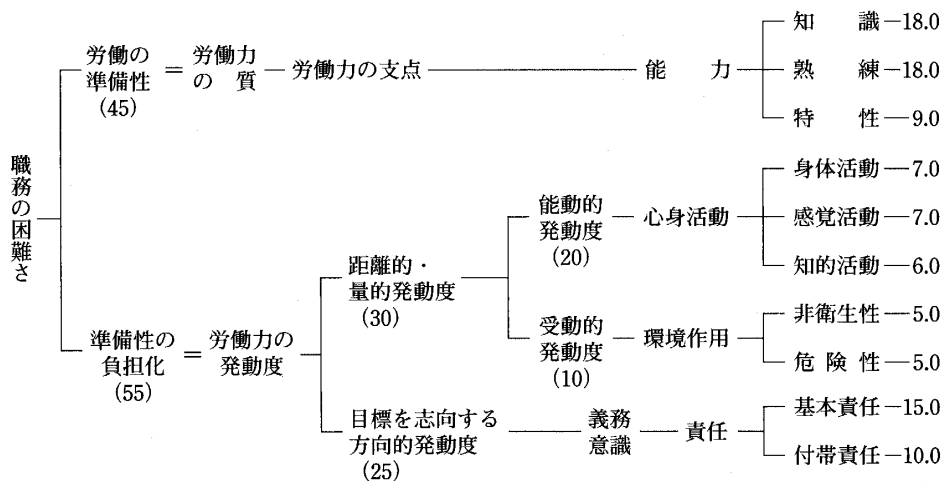 職務の困難さ
労働の
準備性
(45)
=
労働力
の質
労働力の支点
能力
知識—18.0
熟練—18.0
特性—9.0
準備性の
負担化
(55)
=
労働力の
発動度
距離的・
量的発動度
(30)
能動的
発動度
(20)
心身活動
身体活動—7.0
感覚活動—7.0
知的活動—6.0
受動的
発動度
(10)
環境作用
非衛生性—5.0
危険性—5.0
目標を志向する
方向的発動度
(25)
義務
意識
責任
基本責任—15.0
付帯責任—10.0